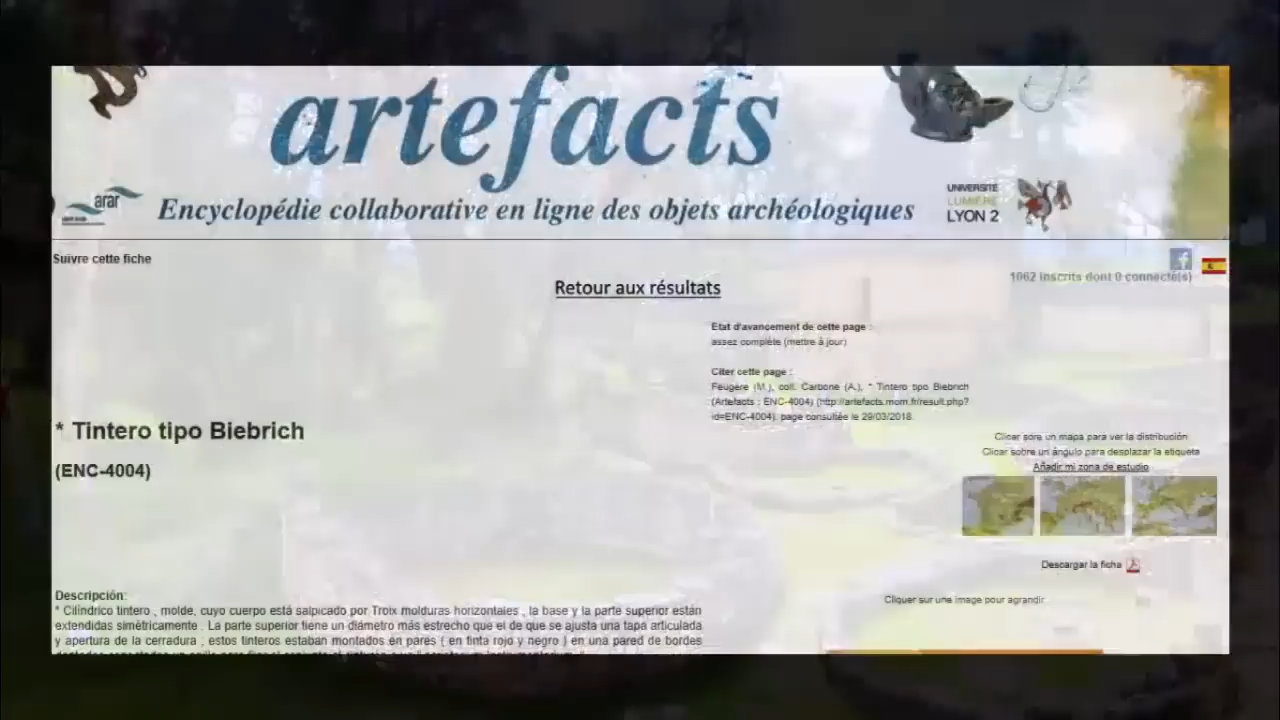 artefacts
arar
Encyclopédie collaborative en ligne des objets archéologiques
UNIVERSITÉ
LUMIÈRE
LYON 2
Suivre cette fiche
1062 inscrits dont 0 connecté(s)
Retour aux résultats
Etat d'avancement de cette page :
assez complète (mettre à jour)
Citer cette page :
Feugère (M.), coll. Carbone (A.), * Tintero tipo Biebrich
(Artefacts : ENC-4004) (http://artefacts.mom.fr/result.php?
id=ENC-4004), page consultée le 29/03/2018.
* Tintero tipo Biebrich
(ENC-4004)
Clicar sore un mapa para ver la distribución
Clicar sobre un ángulo para desplazar la etiqueta
Añadir mi zona de estudio
Descargar la ficha
Cliquer sur une image pour agrandir
Descripción:
* Cilíndrico tintero , molde, cuyo cuerpo está salpicado por Troix molduras horizontales , la base y la parte superior están
extendidas simétricamente . La parte superior tiene un diámetro más estrecho que el de que se ajusta una tapa articulada
y apertura de la cerradura ; estos tinteros estaban montados en pares ( en tinta rojo y negro ) en una pared de bordes